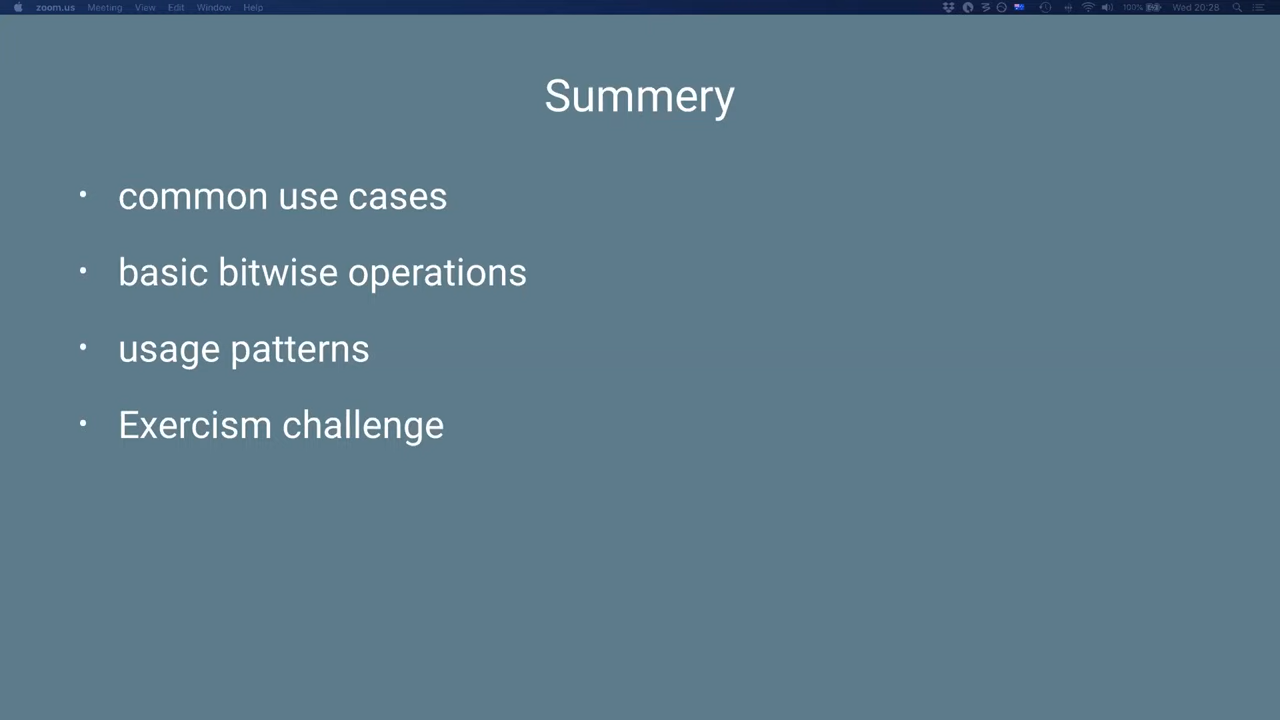 zoom.us Meeting View Edit Window Help 100% Wed 20:28
Summery
• common use cases
• basic bitwise operations
• usage patterns
• Exercism challenge